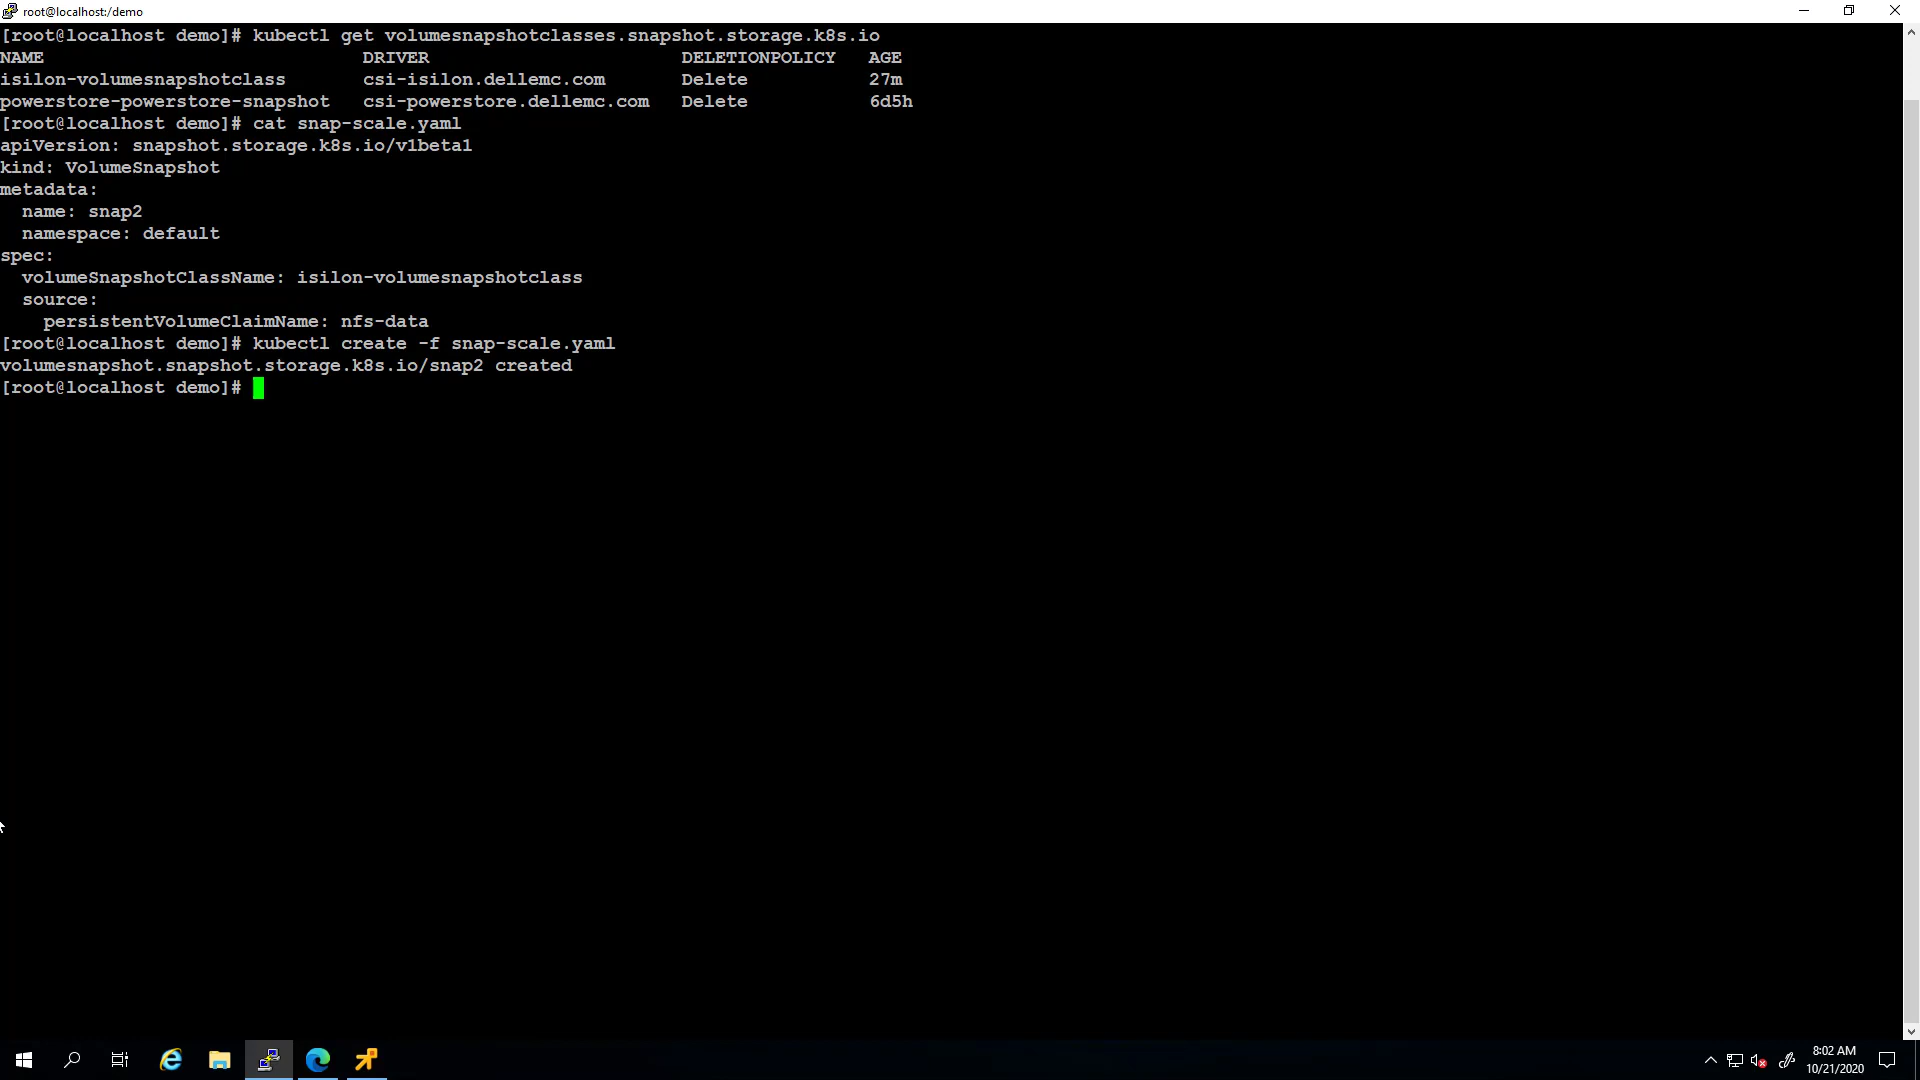 root@localhost:/demo
[root@localhost demo]# kubectl get volumesnapshotclasses.snapshot.storage.k8s.io
NAME DRIVER DELETIONPOLICY AGE
isilon-volumesnapshotclass csi-isilon.dellemc.com Delete 27m
powerstore-powerstore-snapshot csi-powerstore.dellemc.com Delete 6d5h
[root@localhost demo]# cat snap-scale.yaml
apiVersion: snapshot.storage.k8s.io/v1beta1
kind: VolumeSnapshot
metadata:
  name: snap2
  namespace: default
spec:
  volumeSnapshotClassName: isilon-volumesnapshotclass
  source:
    persistentVolumeClaimName: nfs-data
[root@localhost demo]# kubectl create -f snap-scale.yaml
volumesnapshot.snapshot.storage.k8s.io/snap2 created
[root@localhost demo]#
8:02 AM
10/21/2020